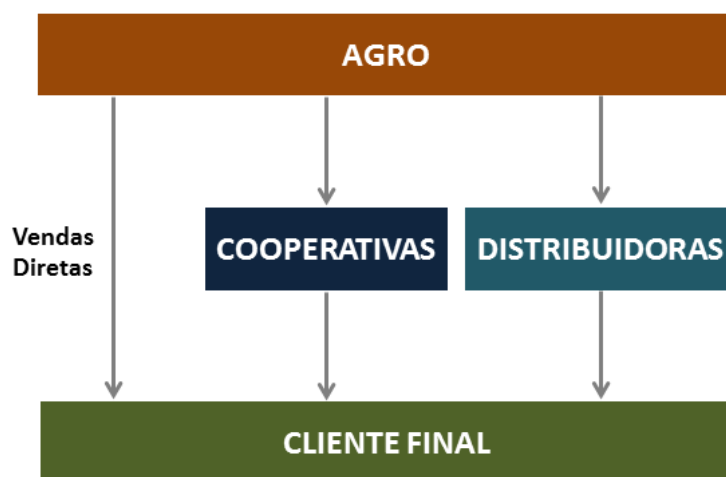 AGRO
Vendas
Diretas
COOPERATIVAS
DISTRIBUIDORAS
CLIENTE FINAL